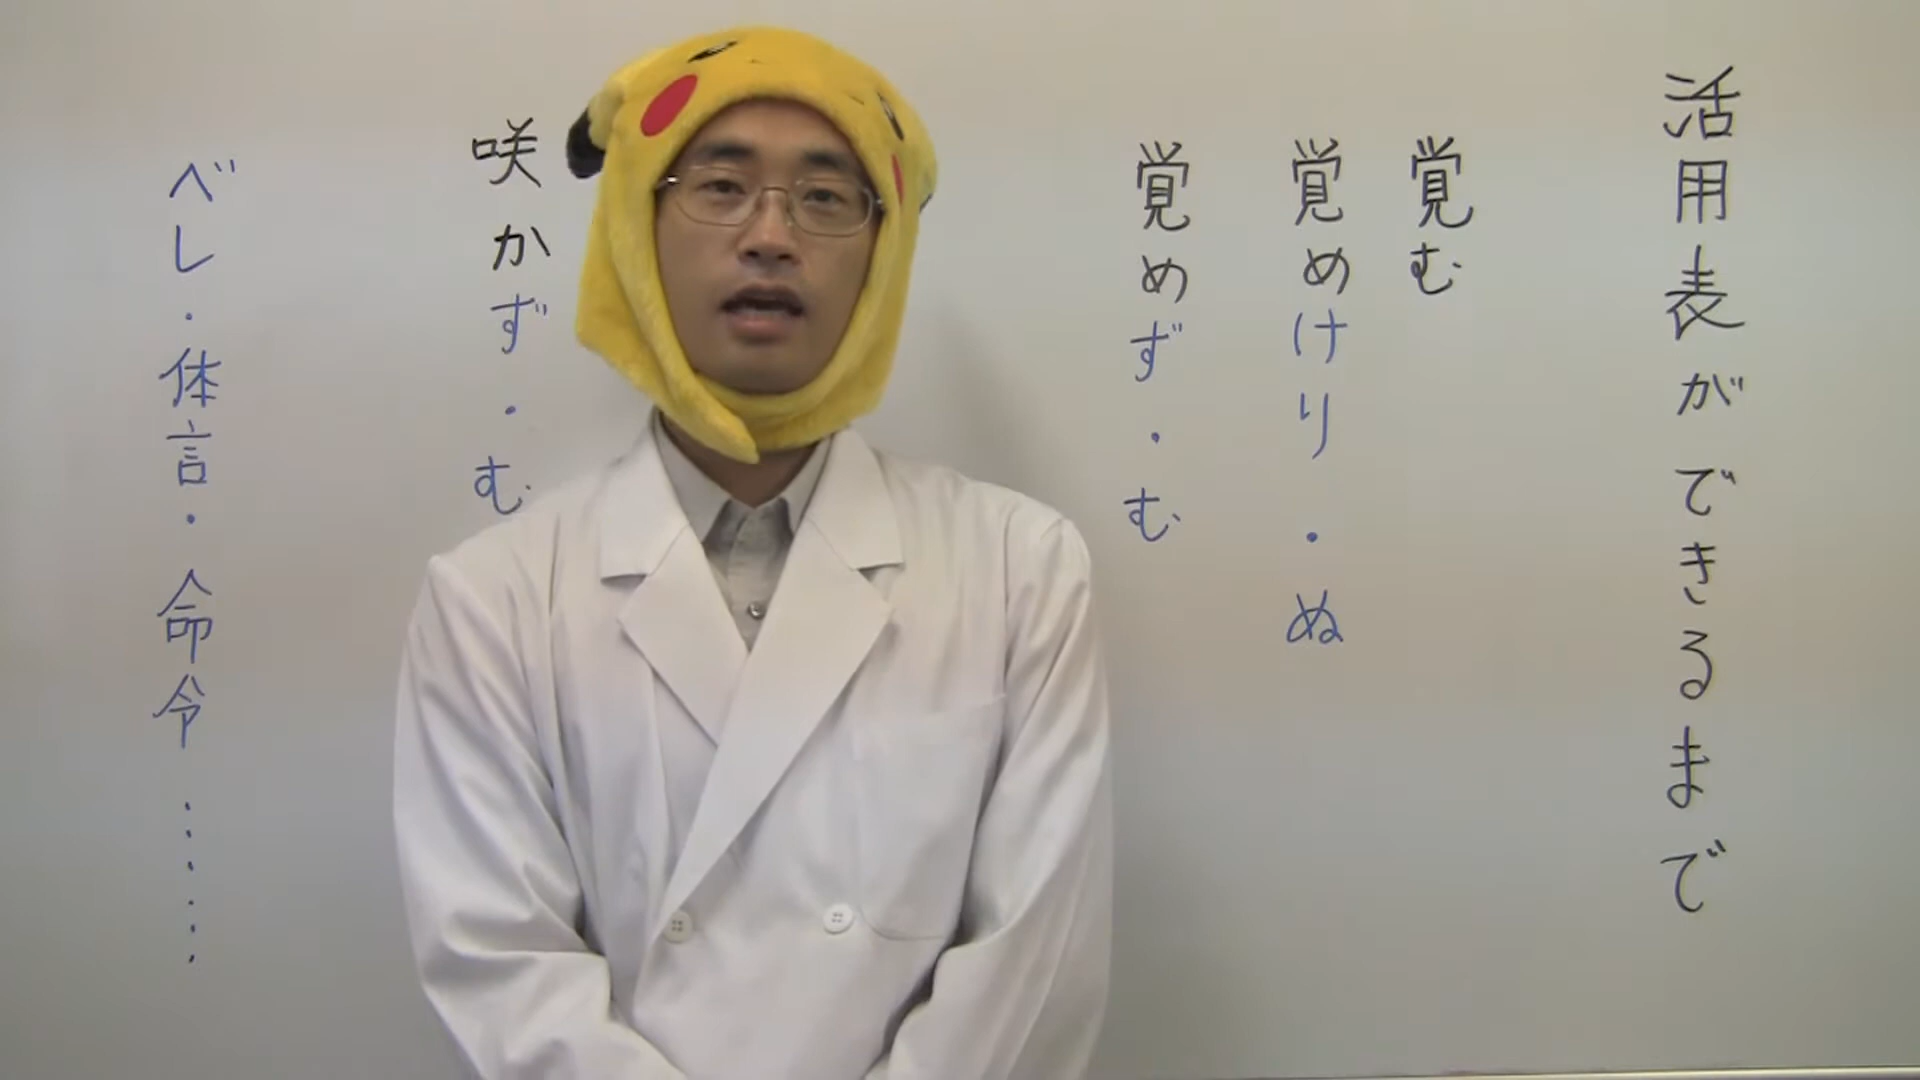 活用表ができるまで
覚む
覚めけり・ぬ
覚めず・む
咲かず・む
べし・体言・命令……